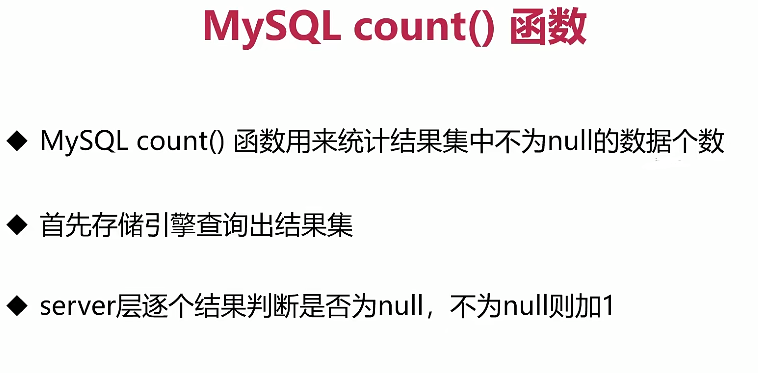 MySQL count() 函数
◆ MySQL count() 函数用来统计结果集中不为null的数据个数
◆ 首先存储引擎查询出结果集
◆ server层逐个结果判断是否为null，不为null则加1